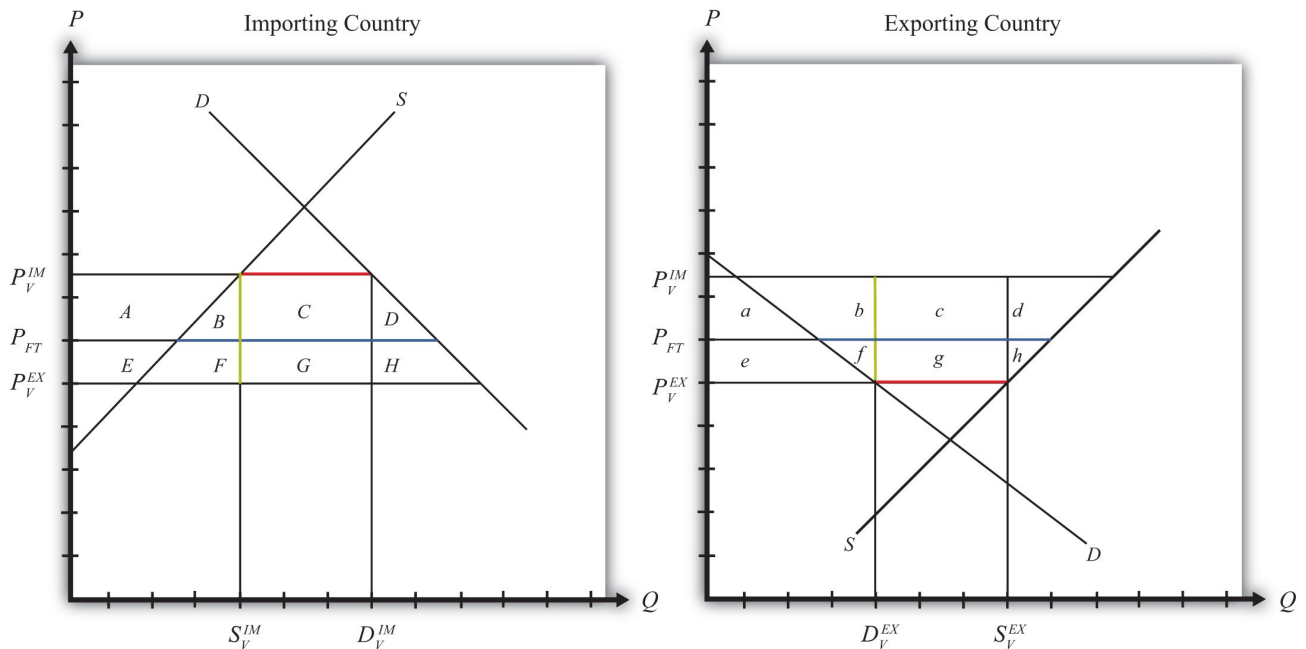 P Importing Country
D S
P_V^IM
A B C D
P_FT
E F G H
P_V^EX
Q
S_V^IM D_V^IM
P Exporting Country
P_V^IM
a b c d
P_FT
e f g h
P_V^EX
S D
Q
D_V^EX S_V^EX